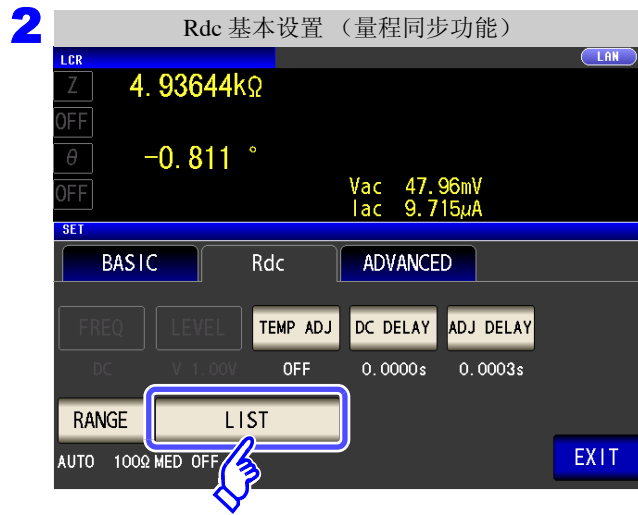 2
Rdc 基本设置 （量程同步功能）
LCR LAN
Z 4.93644kΩ
OFF
θ -0.811 °
OFF
Vac 47.96mV
Iac 9.715μA
SET
BASIC Rdc ADVANCED
FREQ LEVEL TEMP ADJ DC DELAY ADJ DELAY
DC V 1.00V OFF 0.0000s 0.0003s
RANGE LIST
AUTO 100Ω MED OFF
EXIT